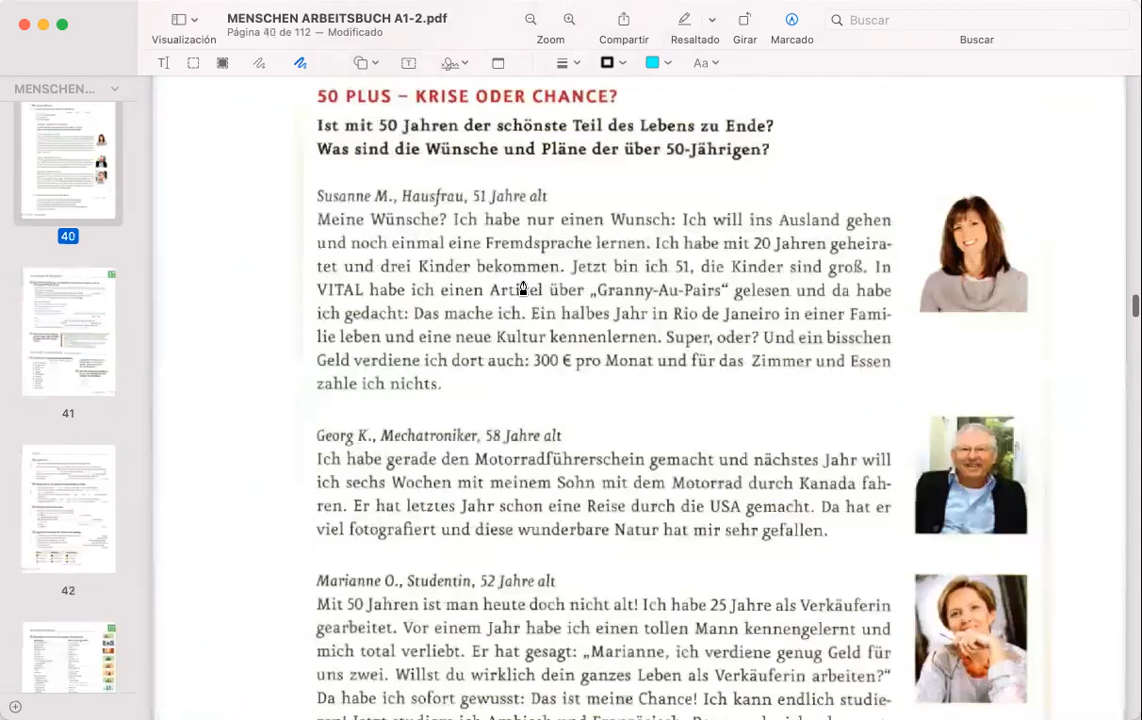 MENSCHEN ARBEITSBUCH A1-2.pdf
Página 40 de 112 — Modificado
Visualización
Zoom
Compartir
Resaltado
Girar
Marcado
Buscar
Buscar
Aa
MENSCHEN...
40
41
42
50 PLUS – KRISE ODER CHANCE?
Ist mit 50 Jahren der schönste Teil des Lebens zu Ende?
Was sind die Wünsche und Pläne der über 50-Jährigen?
Susanne M., Hausfrau, 51 Jahre alt
Meine Wünsche? Ich habe nur einen Wunsch: Ich will ins Ausland gehen
und noch einmal eine Fremdsprache lernen. Ich habe mit 20 Jahren geheira-
tet und drei Kinder bekommen. Jetzt bin ich 51, die Kinder sind groß. In
VITAL habe ich einen Artikel über „Granny-Au-Pairs“ gelesen und da habe
ich gedacht: Das mache ich. Ein halbes Jahr in Rio de Janeiro in einer Fami-
lie leben und eine neue Kultur kennenlernen. Super, oder? Und ein bisschen
Geld verdiene ich dort auch: 300 € pro Monat und für das Zimmer und Essen
zahle ich nichts.
Georg K., Mechatroniker, 58 Jahre alt
Ich habe gerade den Motorradführerschein gemacht und nächstes Jahr will
ich sechs Wochen mit meinem Sohn mit dem Motorrad durch Kanada fah-
ren. Er hat letztes Jahr schon eine Reise durch die USA gemacht. Da hat er
viel fotografiert und diese wunderbare Natur hat mir sehr gefallen.
Marianne O., Studentin, 52 Jahre alt
Mit 50 Jahren ist man heute doch nicht alt! Ich habe 25 Jahre als Verkäuferin
gearbeitet. Vor einem Jahr habe ich einen tollen Mann kennengelernt und
mich total verliebt. Er hat gesagt: „Marianne, ich verdiene genug Geld für
uns zwei. Willst du wirklich dein ganzes Leben als Verkäuferin arbeiten?“
Da habe ich sofort gewusst: Das ist meine Chance! Ich kann endlich studie-